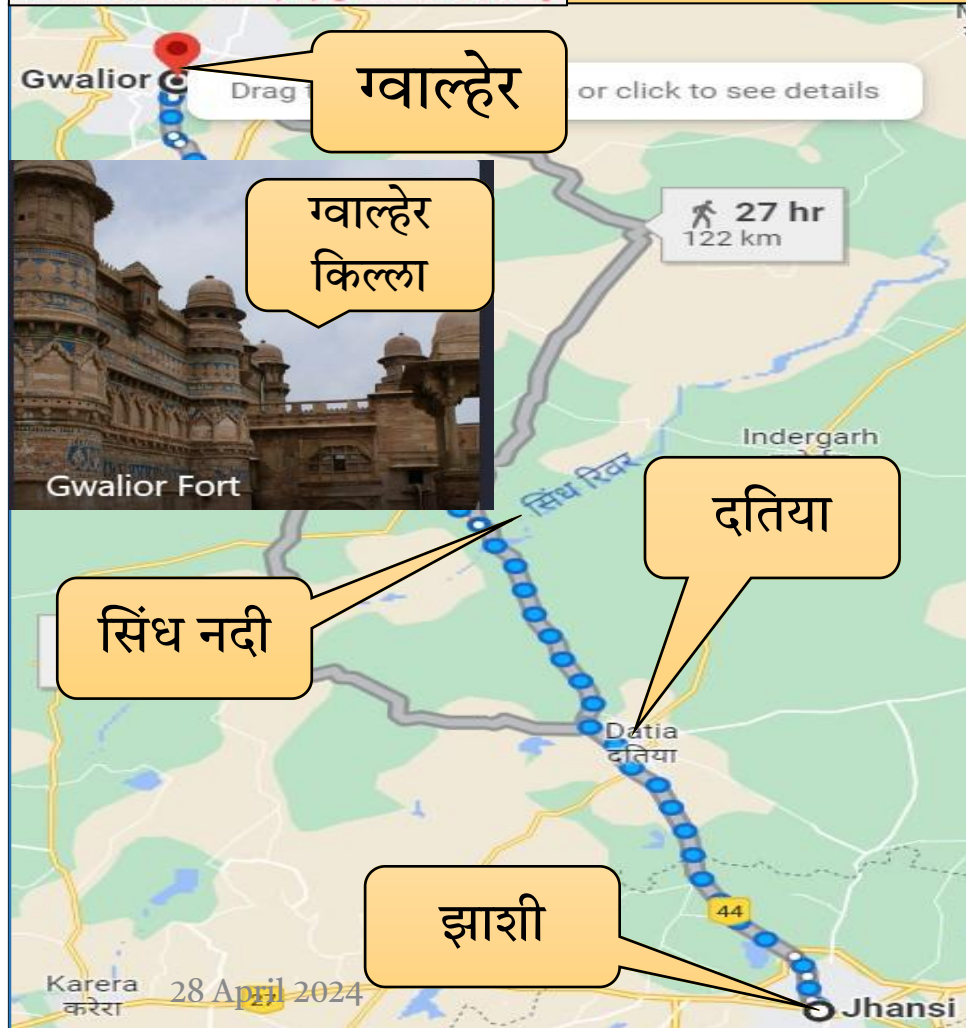 Gwalior
ग्वाल्हेर
Drag
or click to see details
ग्वाल्हेर
किल्ला
27 hr
122 km
Gwalior Fort
Indergarh
सिंध रिवर
दतिया
सिंध नदी
Datia
दतिया
44
झाशी
Karera
करेरा
28 April 2024
27
Jhansi